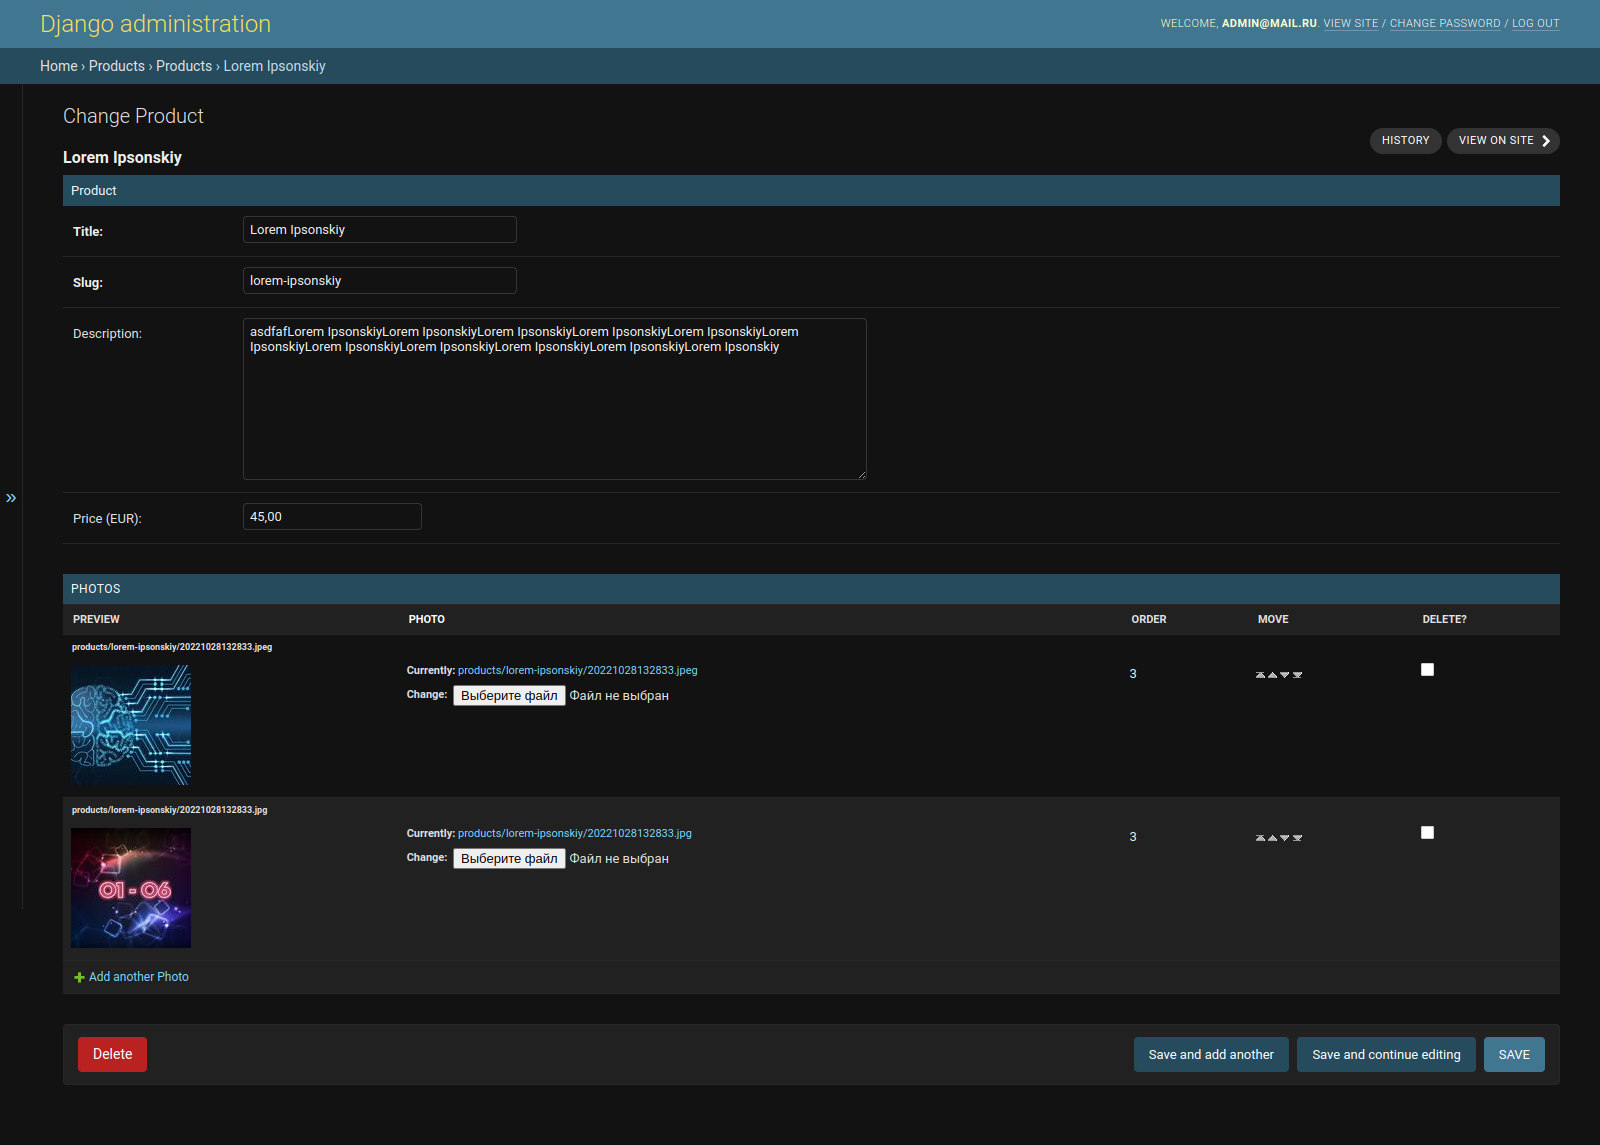 Django administration
WELCOME, ADMIN@MAIL.RU. VIEW SITE / CHANGE PASSWORD / LOG OUT
Home › Products › Products › Lorem Ipsonskiy
Change Product
HISTORY
VIEW ON SITE
Lorem Ipsonskiy
Product
Title:
Lorem Ipsonskiy
Slug:
lorem-ipsonskiy
Description:
asdfafLorem IpsonskiyLorem IpsonskiyLorem IpsonskiyLorem IpsonskiyLorem IpsonskiyLorem
IpsonskiyLorem IpsonskiyLorem IpsonskiyLorem IpsonskiyLorem IpsonskiyLorem Ipsonskiy
»
Price (EUR):
45,00
PHOTOS
PREVIEW PHOTO ORDER MOVE DELETE?
products/lorem-ipsonskiy/20221028132833.jpeg
Currently: products/lorem-ipsonskiy/20221028132833.jpeg
3
Change: Выберите файл Файл не выбран
products/lorem-ipsonskiy/20221028132833.jpg
Currently: products/lorem-ipsonskiy/20221028132833.jpg
3
Change: Выберите файл Файл не выбран
01 - 06
Add another Photo
Delete
Save and add another
Save and continue editing
SAVE